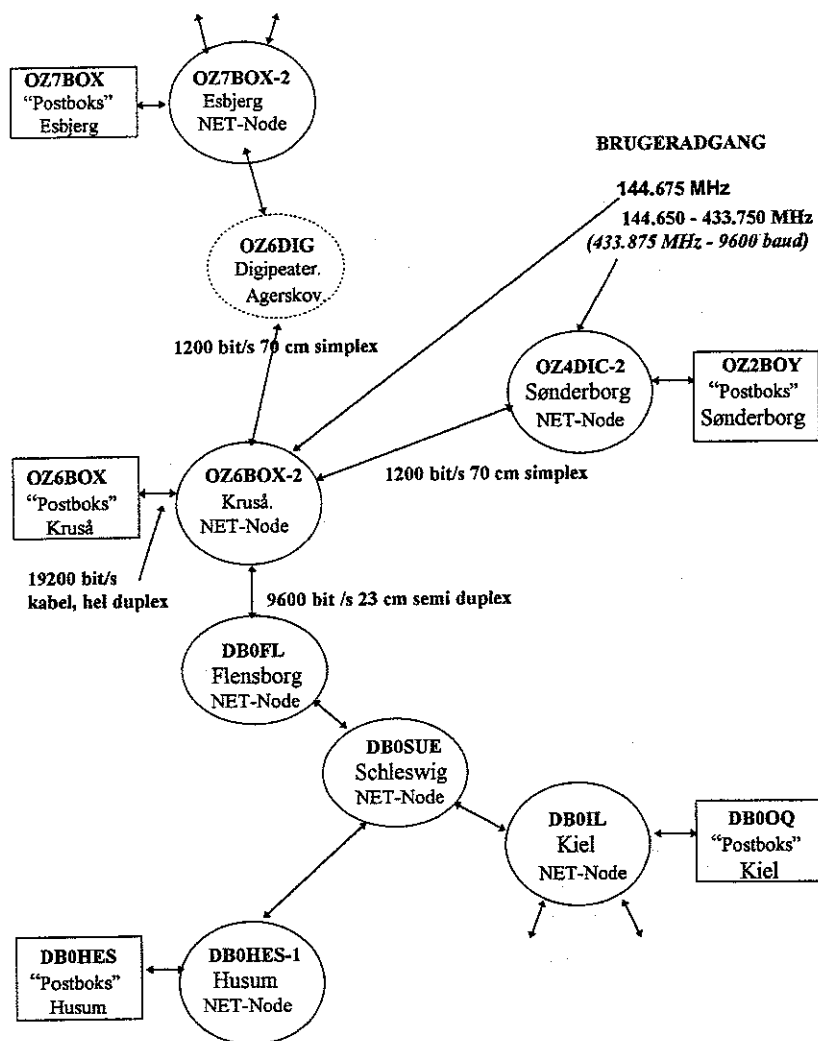 OZ7BOX
“Postboks”
Esbjerg
OZ7BOX-2
Esbjerg
NET-Node
BRUGERADGANG
144.675 MHz
144.650 - 433.750 MHz
(433.875 MHz - 9600 baud)
OZ6DIG
Digipeater.
Agerskov.
1200 bit/s 70 cm simplex
OZ4DIC-2
Sønderborg
NET-Node
OZ2BOY
“Postboks”
Sønderborg
OZ6BOX
“Postboks”
Kruså
OZ6BOX-2
Kruså.
NET-Node
1200 bit/s 70 cm simplex
19200 bit/s
kabel, hel duplex
9600 bit /s 23 cm semi duplex
DB0FL
Flensborg
NET-Node
DB0SUE
Schleswig
NET-Node
DB0IL
Kiel
NET-Node
DB0OQ
“Postboks”
Kiel
DB0HES
“Postboks”
Husum
DB0HES-1
Husum
NET-Node